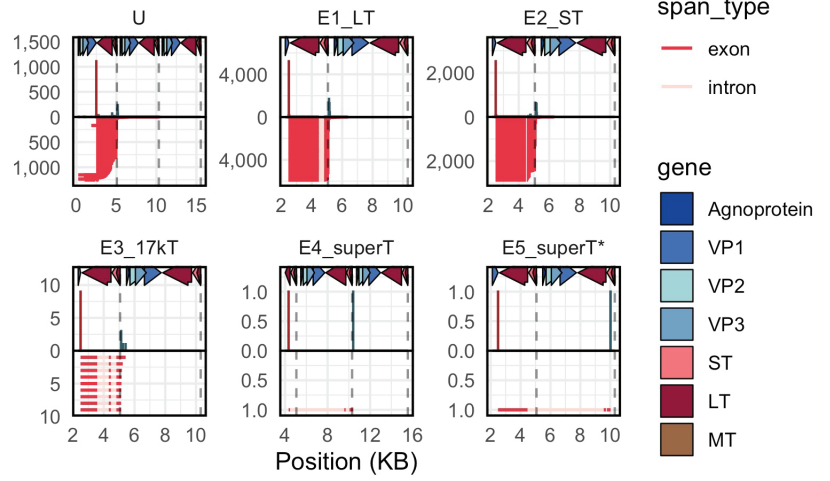 U E1_LT E2_ST
1,500
1,000
500
0
500
1,000
0 5 10 15
4,000
0
4,000
2 4 6 8 10
2,000
0
2,000
2 4 6 8 10
E3_17kT E4_superT E5_superT*
10
5
0
5
10
2 4 6 8 10
1.0
0.5
0.0
0.5
1.0
4 8 12 16
1.0
0.5
0.0
0.5
1.0
2 4 6 8 10
Position (KB)
span_type
exon
intron
gene
Agnoprotein
VP1
VP2
VP3
ST
LT
MT